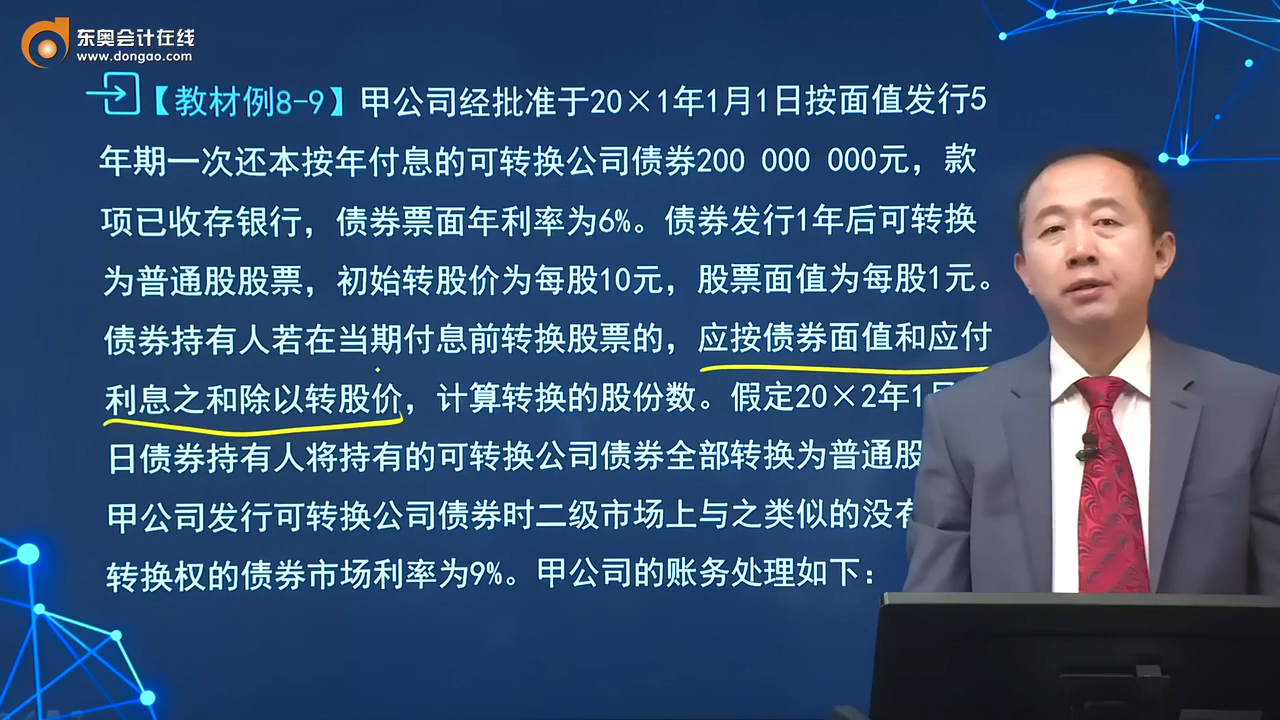 东奥会计在线
www.dongao.com
【教材例8-9】甲公司经批准于20×1年1月1日按面值发行5
年期一次还本按年付息的可转换公司债券200 000 000元，款
项已收存银行，债券票面年利率为6%。债券发行1年后可转换
为普通股股票，初始转股价为每股10元，股票面值为每股1元。
债券持有人若在当期付息前转换股票的，应按债券面值和应付
利息之和除以转股价，计算转换的股份数。假定20×2年1
日债券持有人将持有的可转换公司债券全部转换为普通股
甲公司发行可转换公司债券时二级市场上与之类似的没
转换权的债券市场利率为9%。甲公司的账务处理如下：